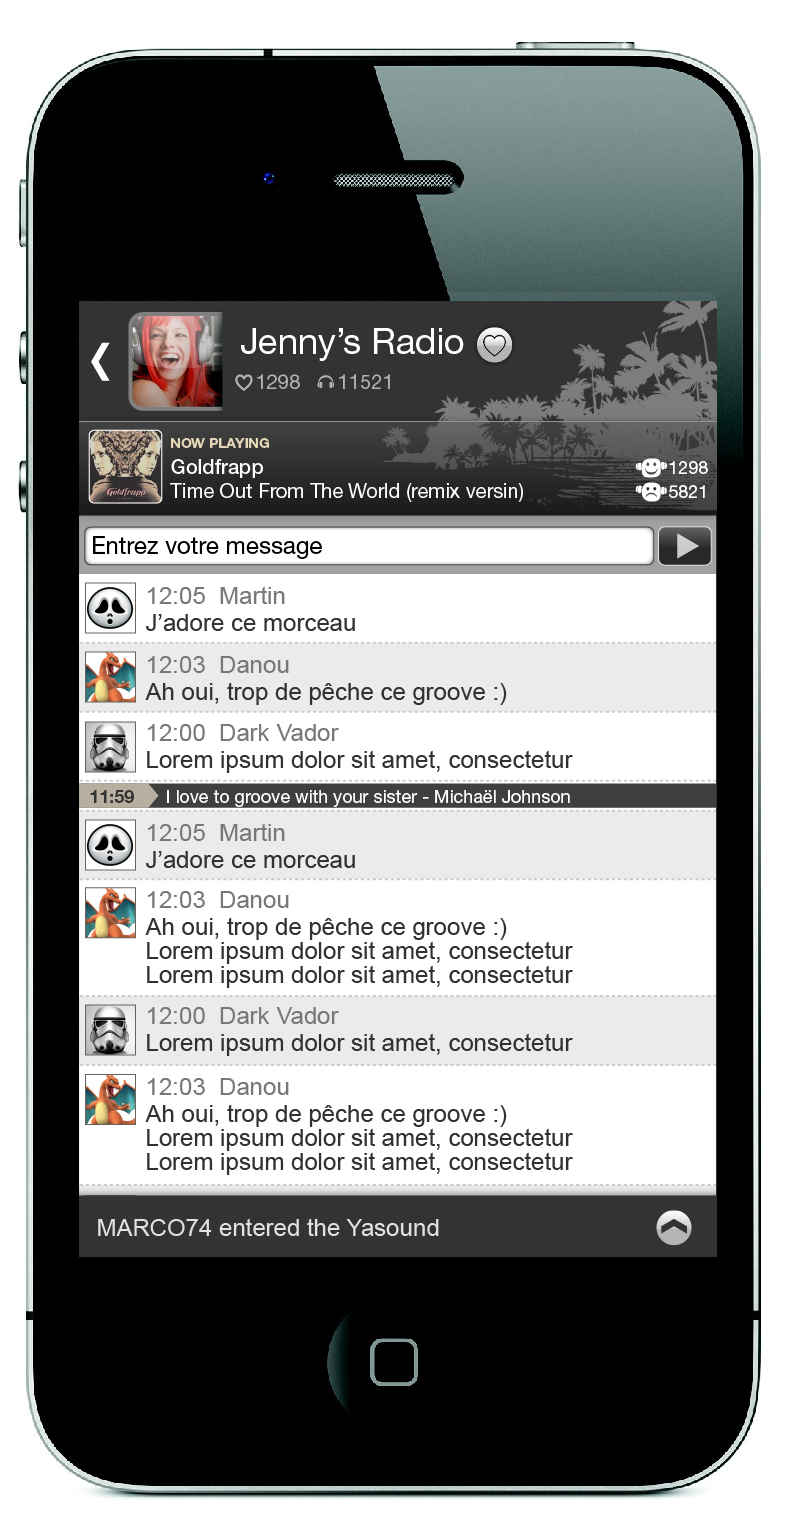 Jenny’s Radio
1298 11521
NOW PLAYING
Goldfrapp
Goldfrapp
1298
Time Out From The World (remix versin)
5821
Entrez votre message
12:05 Martin
J’adore ce morceau
12:03 Danou
Ah oui, trop de pêche ce groove :)
12:00 Dark Vador
Lorem ipsum dolor sit amet, consectetur
11:59 I love to groove with your sister - Michaël Johnson
12:05 Martin
J’adore ce morceau
12:03 Danou
Ah oui, trop de pêche ce groove :)
Lorem ipsum dolor sit amet, consectetur
Lorem ipsum dolor sit amet, consectetur
12:00 Dark Vador
Lorem ipsum dolor sit amet, consectetur
12:03 Danou
Ah oui, trop de pêche ce groove :)
Lorem ipsum dolor sit amet, consectetur
Lorem ipsum dolor sit amet, consectetur
MARCO74 entered the Yasound